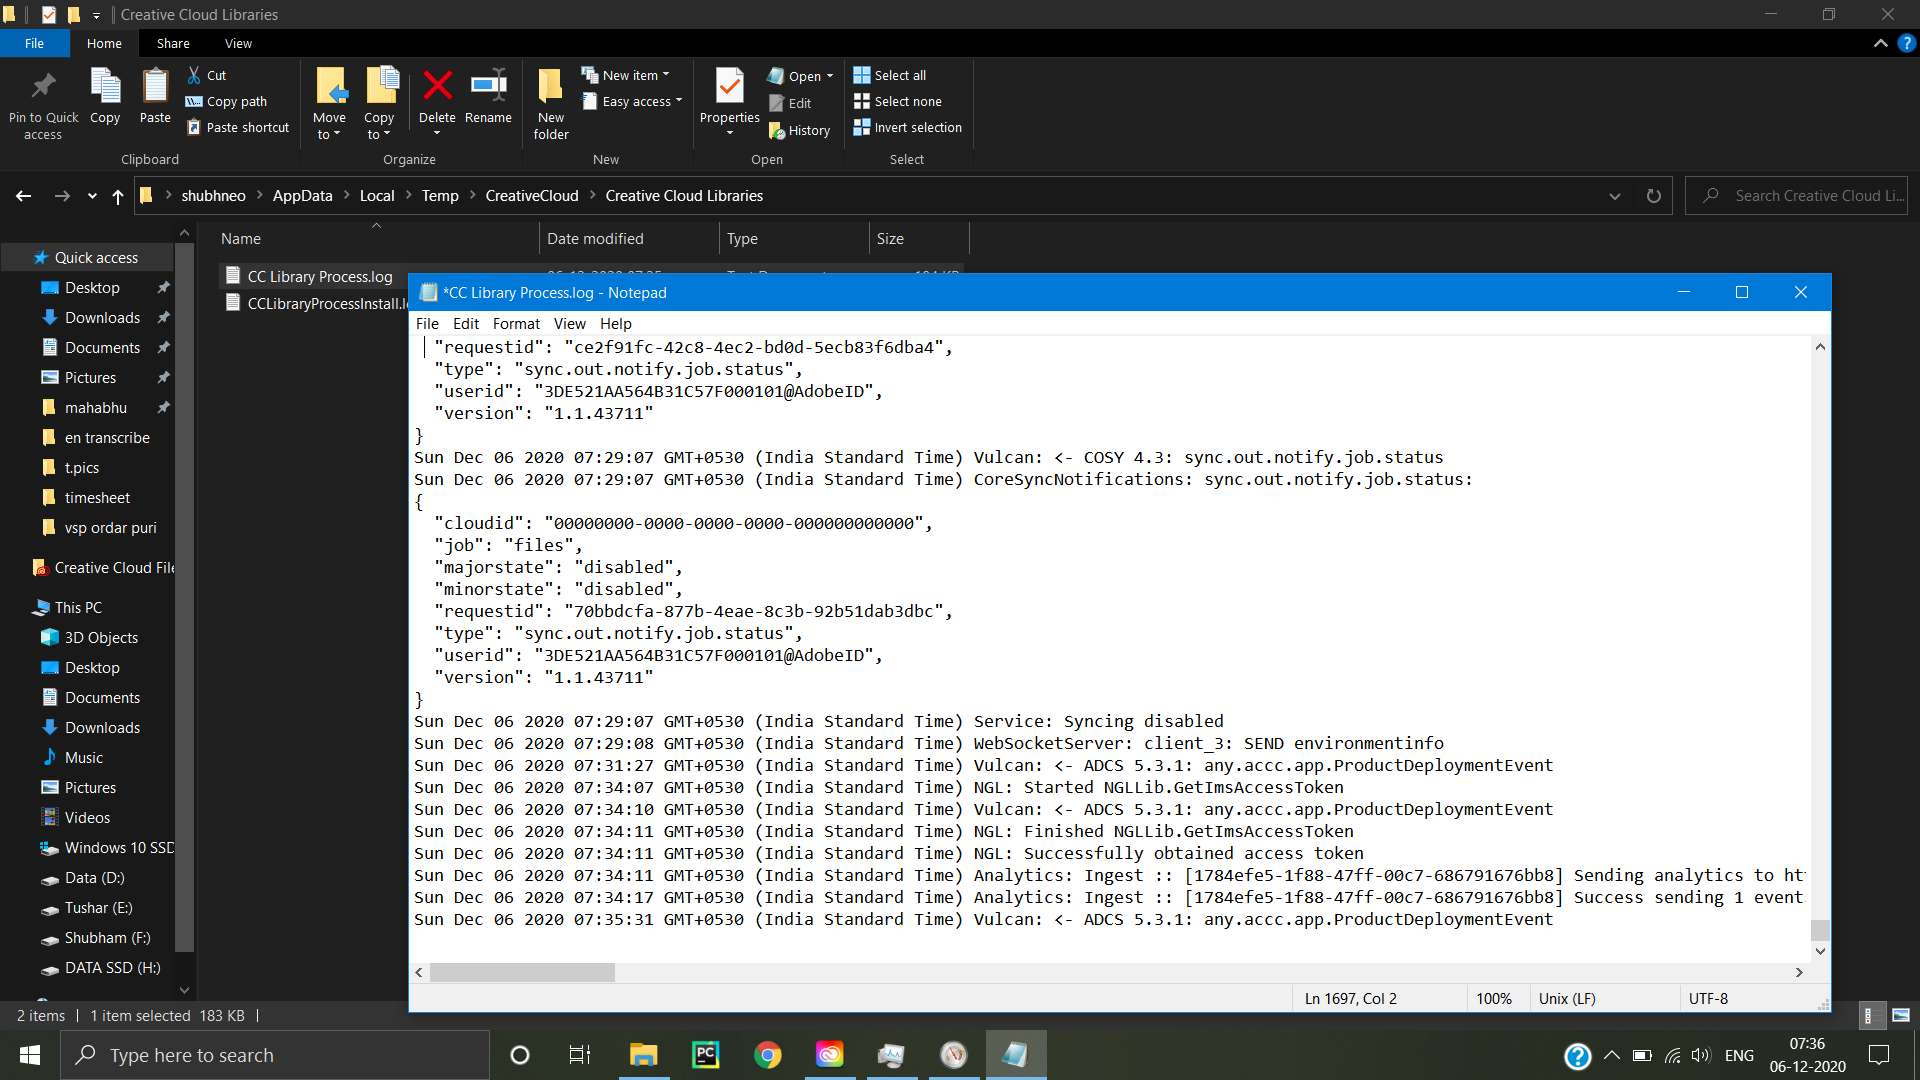 Creative Cloud Libraries
File
Home
Share
View
Pin to Quick access
Copy
Paste
Cut
Copy path
Paste shortcut
Clipboard
Move to
Copy to
Delete
Rename
Organize
New folder
New item
Easy access
New
Properties
Open
Edit
History
Open
Select all
Select none
Invert selection
Select
shubhneo > AppData > Local > Temp > CreativeCloud > Creative Cloud Libraries
Search Creative Cloud Li...
Name
Date modified
Type
Size
Quick access
Desktop
Downloads
Documents
Pictures
mahabhu
en transcribe
t.pics
timesheet
vsp ordar puri
Creative Cloud File
This PC
3D Objects
Desktop
Documents
Downloads
Music
Pictures
Videos
Windows 10 SSD
Data (D:)
Tushar (E:)
Shubham (F:)
DATA SSD (H:)
CC Library Process.log
CCLibraryProcessInstall.l
*CC Library Process.log - Notepad
File Edit Format View Help
"requestid": "ce2f91fc-42c8-4ec2-bd0d-5ecb83f6dba4",
"type": "sync.out.notify.job.status",
"userid": "3DE521AA564B31C57F000101@AdobeID",
"version": "1.1.43711"
}
Sun Dec 06 2020 07:29:07 GMT+0530 (India Standard Time) Vulcan: <- COSY 4.3: sync.out.notify.job.status
Sun Dec 06 2020 07:29:07 GMT+0530 (India Standard Time) CoreSyncNotifications: sync.out.notify.job.status:
{
"cloudid": "00000000-0000-0000-0000-000000000000",
"job": "files",
"majorstate": "disabled",
"minorstate": "disabled",
"requestid": "70bbdcfa-877b-4eae-8c3b-92b51dab3dbc",
"type": "sync.out.notify.job.status",
"userid": "3DE521AA564B31C57F000101@AdobeID",
"version": "1.1.43711"
}
Sun Dec 06 2020 07:29:07 GMT+0530 (India Standard Time) Service: Syncing disabled
Sun Dec 06 2020 07:29:08 GMT+0530 (India Standard Time) WebSocketServer: client_3: SEND environmentinfo
Sun Dec 06 2020 07:31:27 GMT+0530 (India Standard Time) Vulcan: <- ADCS 5.3.1: any.accc.app.ProductDeploymentEvent
Sun Dec 06 2020 07:34:07 GMT+0530 (India Standard Time) NGL: Started NGLLib.GetImsAccessToken
Sun Dec 06 2020 07:34:10 GMT+0530 (India Standard Time) Vulcan: <- ADCS 5.3.1: any.accc.app.ProductDeploymentEvent
Sun Dec 06 2020 07:34:11 GMT+0530 (India Standard Time) NGL: Finished NGLLib.GetImsAccessToken
Sun Dec 06 2020 07:34:11 GMT+0530 (India Standard Time) NGL: Successfully obtained access token
Sun Dec 06 2020 07:34:11 GMT+0530 (India Standard Time) Analytics: Ingest :: [1784efe5-1f88-47ff-00c7-686791676bb8] Sending analytics to ht
Sun Dec 06 2020 07:34:17 GMT+0530 (India Standard Time) Analytics: Ingest :: [1784efe5-1f88-47ff-00c7-686791676bb8] Success sending 1 event
Sun Dec 06 2020 07:35:31 GMT+0530 (India Standard Time) Vulcan: <- ADCS 5.3.1: any.accc.app.ProductDeploymentEvent
Ln 1697, Col 2
100%
Unix (LF)
UTF-8
2 items
1 item selected 183 KB
Type here to search
PC
ENG
07:36
06-12-2020